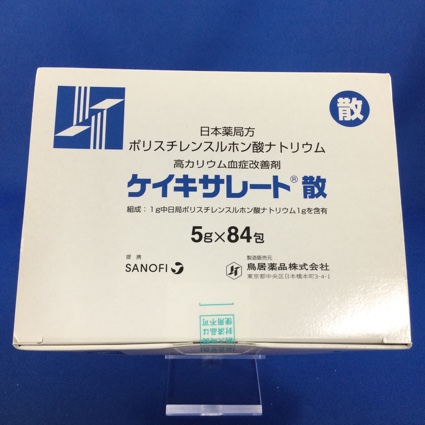 散
日本薬局方
ポリスチレンスルホン酸ナトリウム
高カリウム血症改善剤
ケイキサレート® 散
組成：1g中日局ポリスチレンスルホン酸ナトリウム1gを含有
5g×84包
提携
SANOFI
製造販売元
鳥居薬品株式会社
東京都中央区日本橋本町3-4-1